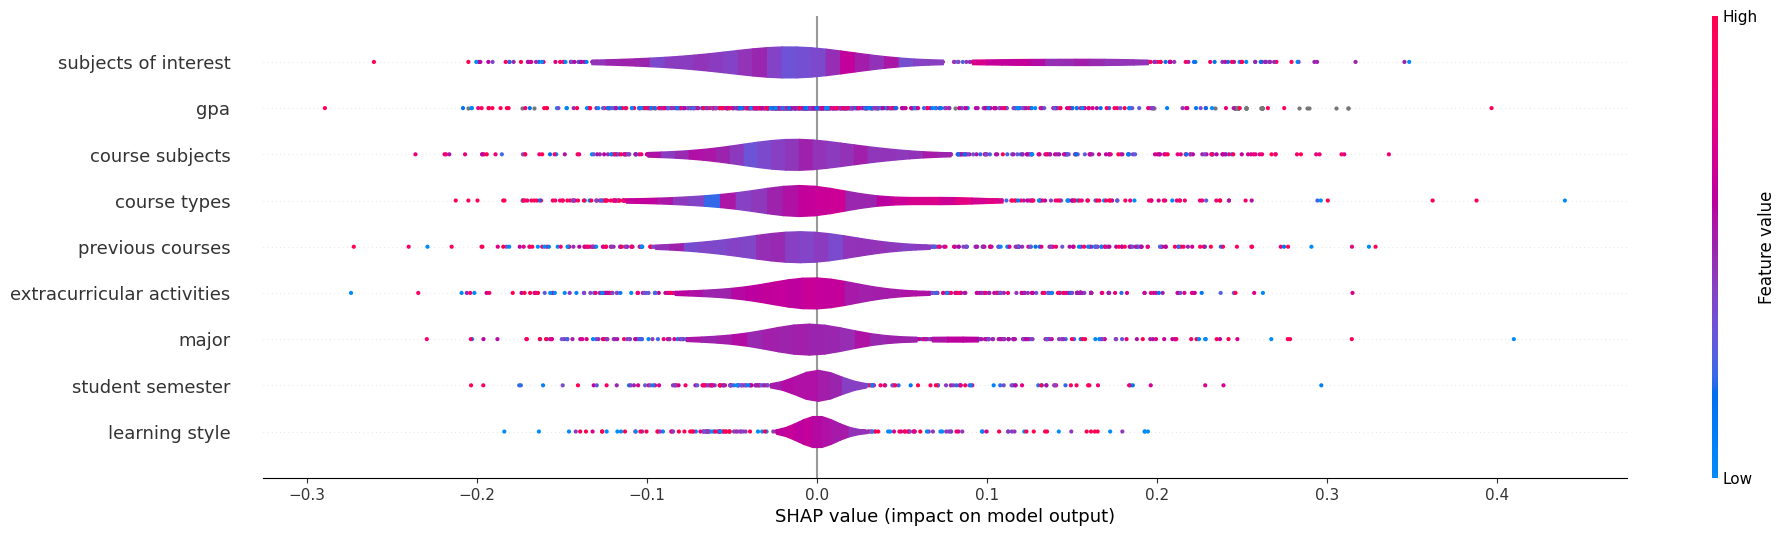 High
subjects of interest
gpa
course subjects
course types
previous courses
extracurricular activities
major
student semester
learning style
Feature value
Low
−0.3 −0.2 −0.1 0.0 0.1 0.2 0.3 0.4
SHAP value (impact on model output)